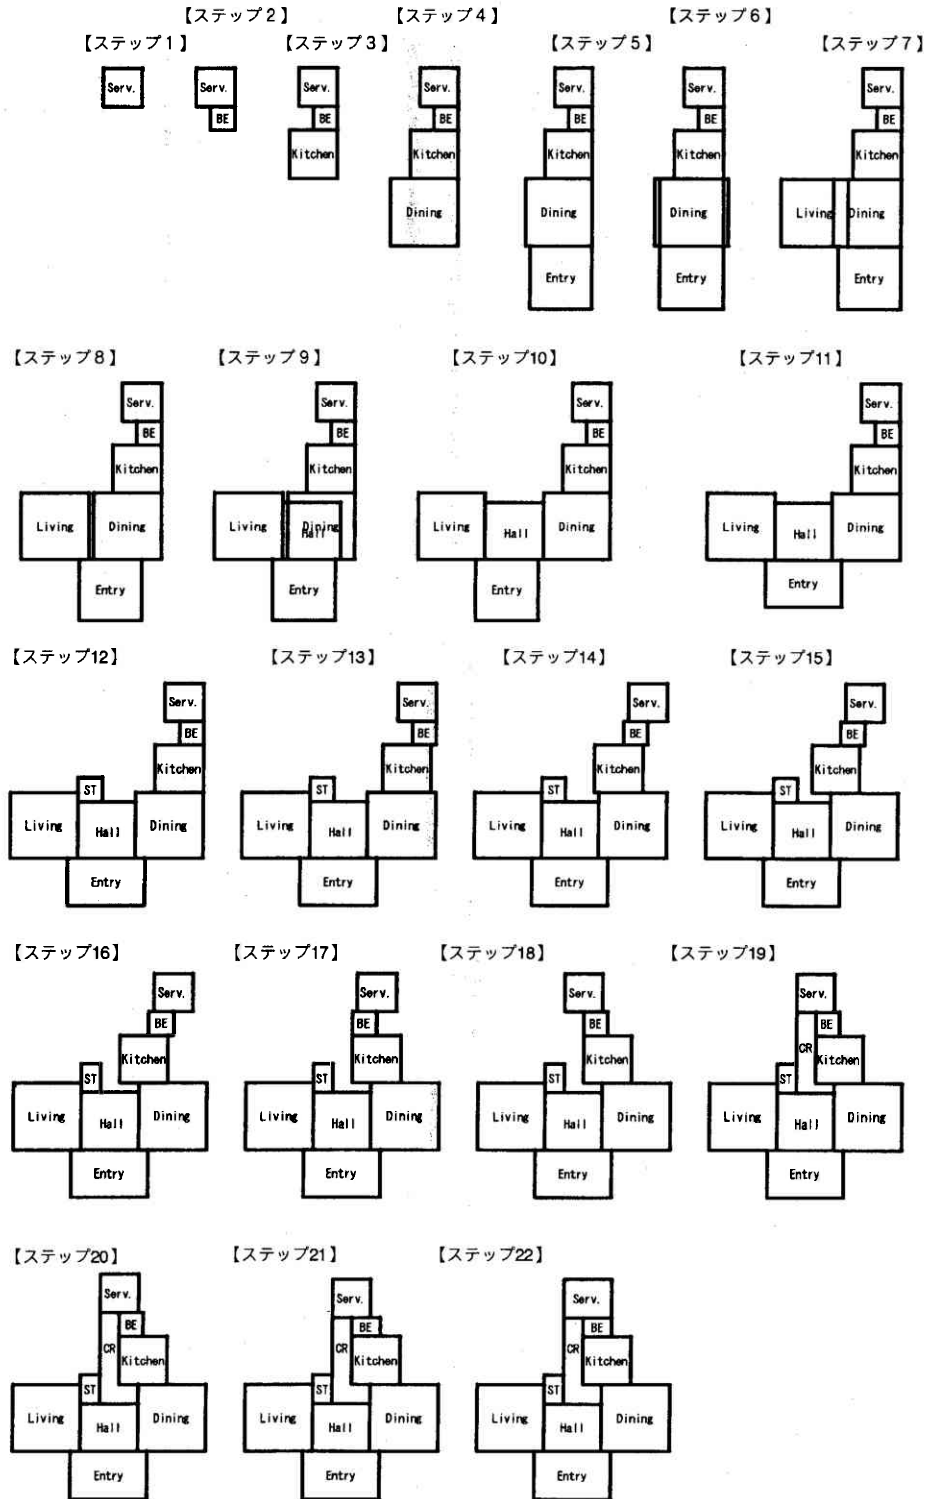 【ステップ1】
【ステップ2】
【ステップ3】
【ステップ4】
【ステップ5】
【ステップ6】
【ステップ7】
Serv.
Serv.
BE
Serv.
BE
Kitchen
Serv.
BE
Kitchen
Dining
Serv.
BE
Kitchen
Dining
Entry
Serv.
BE
Kitchen
Dining
Entry
Serv.
BE
Kitchen
Living Dining
Entry
【ステップ8】
Serv.
BE
Kitchen
Living Dining
Entry
【ステップ9】
Serv.
BE
Kitchen
Living Dining
Hall
Entry
【ステップ10】
Serv.
BE
Kitchen
Living Hall Dining
Entry
【ステップ11】
Serv.
BE
Kitchen
Living Hall Dining
Entry
【ステップ12】
Serv.
BE
Kitchen
ST
Living Hall Dining
Entry
【ステップ13】
Serv.
BE
Kitchen
ST
Living Hall Dining
Entry
【ステップ14】
Serv.
BE
Kitchen
ST
Living Hall Dining
Entry
【ステップ15】
Serv.
BE
Kitchen
ST
Living Hall Dining
Entry
【ステップ16】
Serv.
BE
Kitchen
ST
Living Hall Dining
Entry
【ステップ17】
Serv.
BE
Kitchen
ST
Living Hall Dining
Entry
【ステップ18】
Serv.
BE
Kitchen
ST
Living Hall Dining
Entry
【ステップ19】
Serv.
BE
CR
Kitchen
ST
Living Hall Dining
Entry
【ステップ20】
Serv.
BE
CR
Kitchen
ST
Living Hall Dining
Entry
【ステップ21】
Serv.
BE
CR
Kitchen
ST
Living Hall Dining
Entry
【ステップ22】
Serv.
BE
CR
Kitchen
ST
Living Hall Dining
Entry